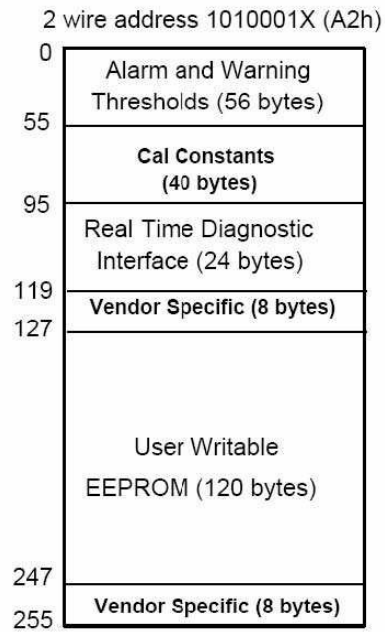 2 wire address 1010001X (A2h)
0
Alarm and Warning
Thresholds (56 bytes)
55
Cal Constants
(40 bytes)
95
Real Time Diagnostic
Interface (24 bytes)
119
Vendor Specific (8 bytes)
127
User Writable
EEPROM (120 bytes)
247
Vendor Specific (8 bytes)
255